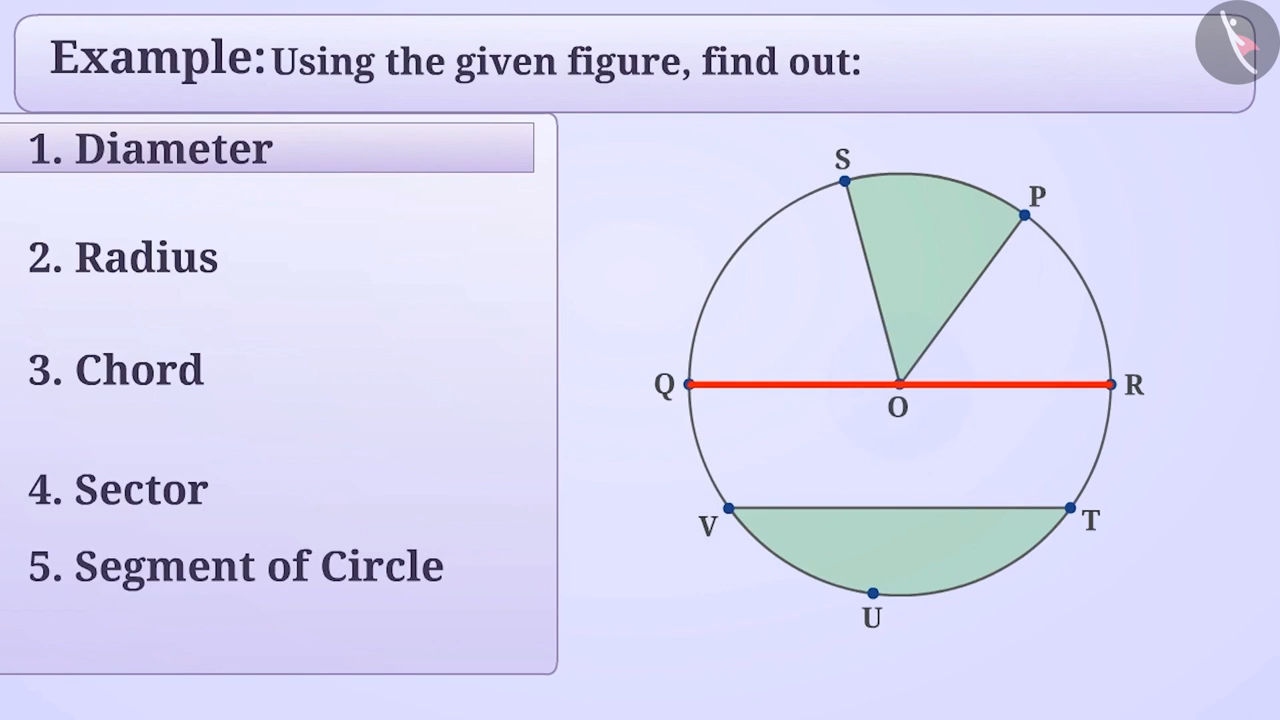 Example: Using the given figure, find out:
1. Diameter
2. Radius
3. Chord
4. Sector
5. Segment of Circle
S
P
Q
O
R
V
T
U